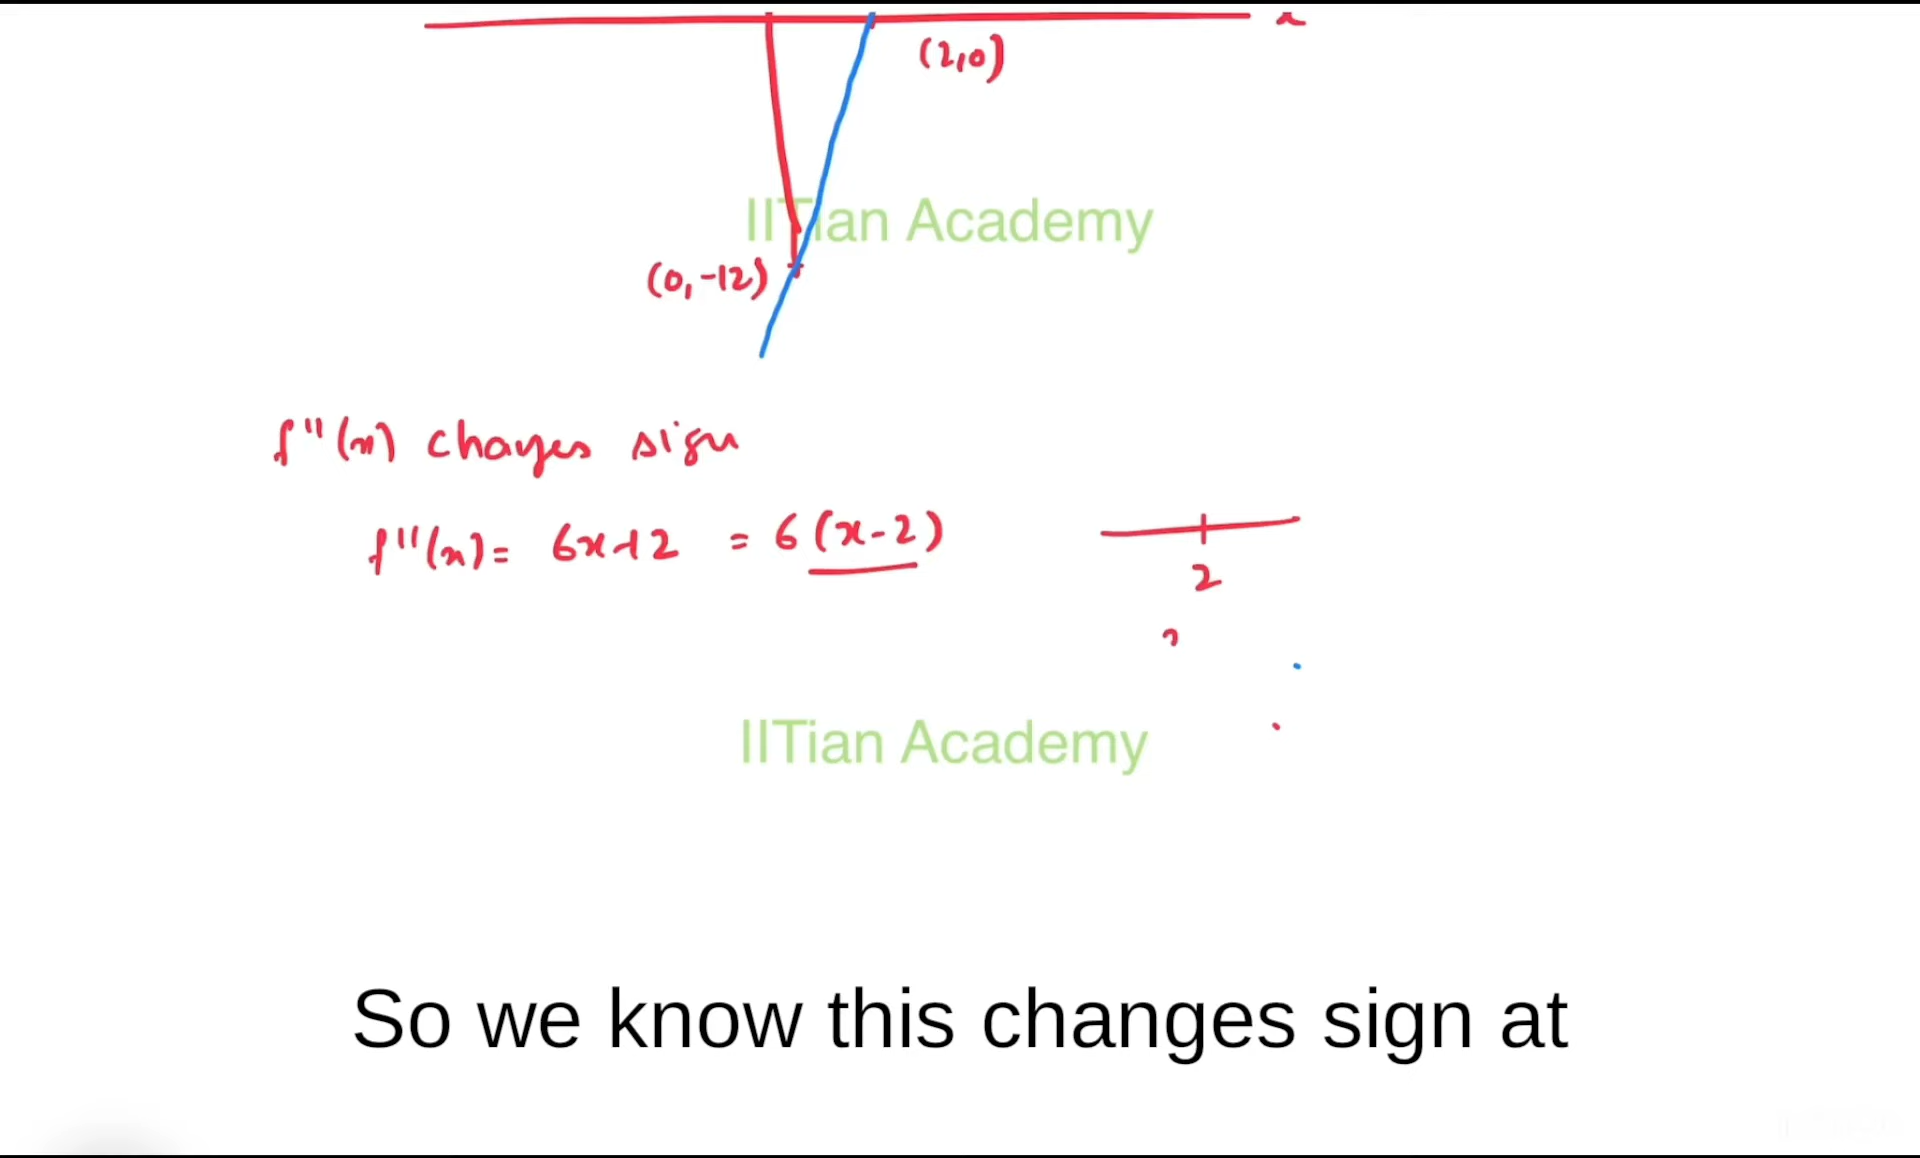 x
(2,0)
IITian Academy
(0,-12)
f''(x) changes sign
f''(x) = 6x-12 = 6(x-2)
2
IITian Academy
So we know this changes sign at